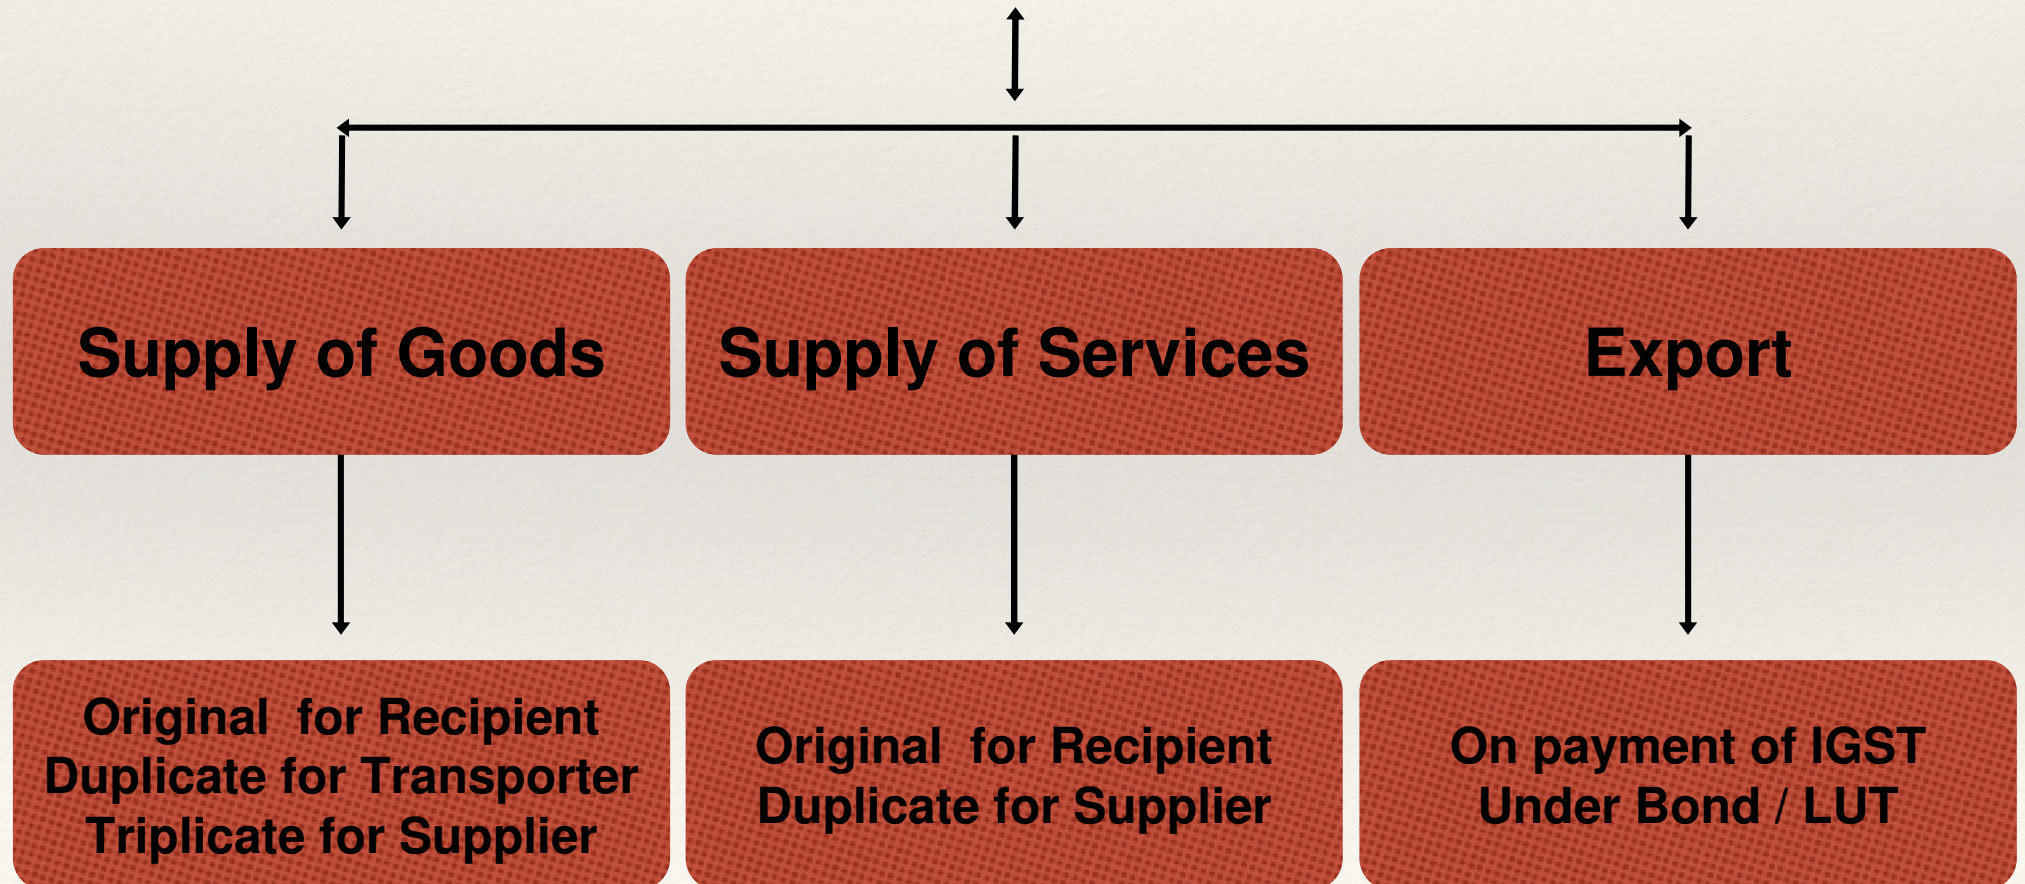 Supply of Goods
Supply of Services
Export
Original for Recipient
Duplicate for Transporter
Triplicate for Supplier
Original for Recipient
Duplicate for Supplier
On payment of IGST
Under Bond / LUT